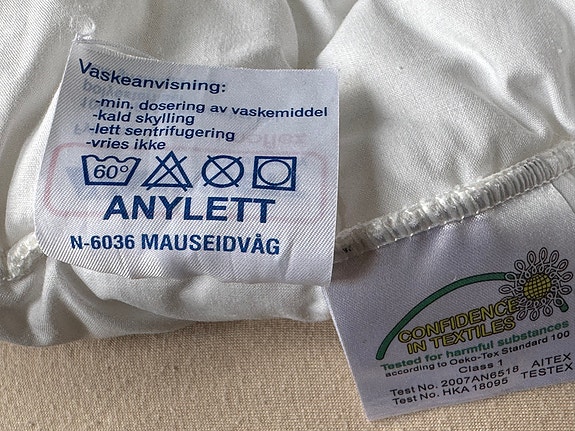 Vaskeanvisning:
-min. dosering av vaskemiddel
-kald skylling
-lett sentrifugering
-vries ikke
60°
ANYLETT
N-6036 MAUSEIDVÅG
CONFIDENCE
IN TEXTILES
Tested for harmful substances
according to Oeko-Tex Standard 100
Class 1
Test No. 2007AN6518 AITEX
Test No. HKA 18095 TESTEX